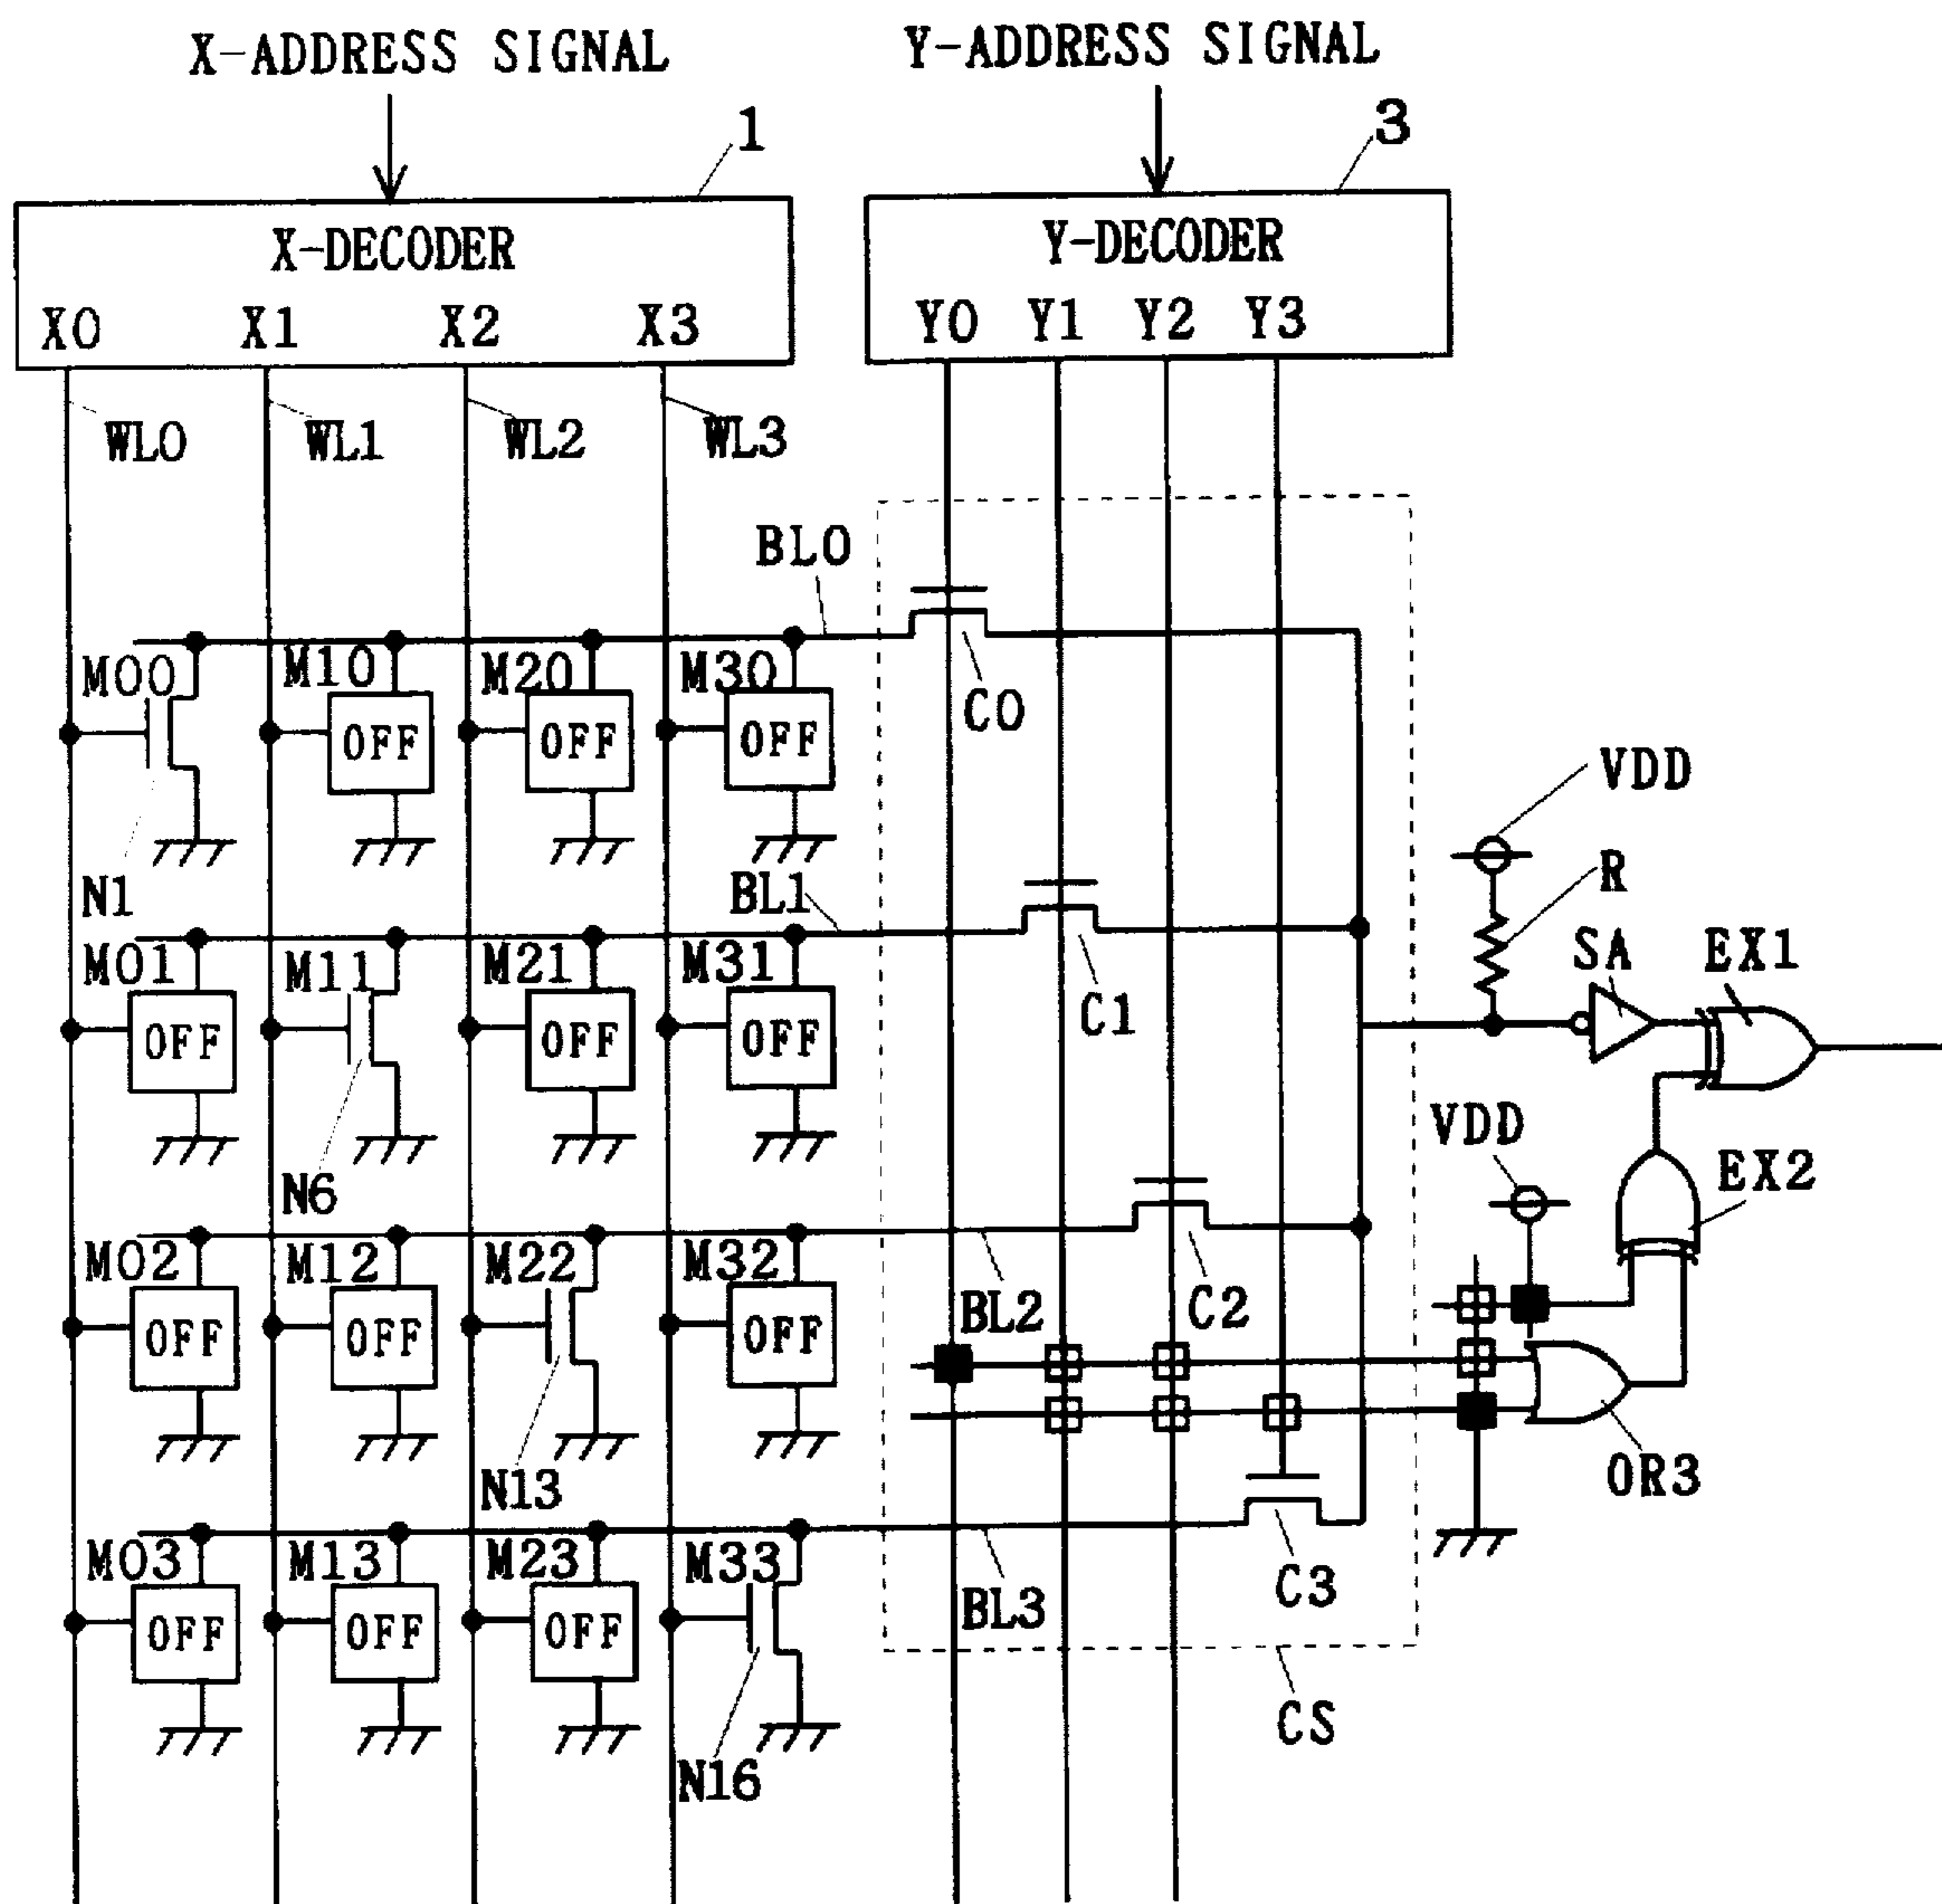 X-ADDRESS SIGNAL
Y-ADDRESS SIGNAL
1
3
X-DECODER
Y-DECODER
X0 X1 X2 X3
Y0 Y1 Y2 Y3
WL0 WL1 WL2 WL3
BL0
M00 M10 M20 M30
C0
OFF OFF OFF
VDD
R
N1
BL1
M01 M11 M21 M31
SA
EX1
C1
OFF OFF OFF
VDD
EX2
N6
M02 M12 M22 M32
BL2
C2
OFF OFF OFF
OR3
N13
M03 M13 M23 M33
BL3
C3
OFF OFF OFF
CS
N16